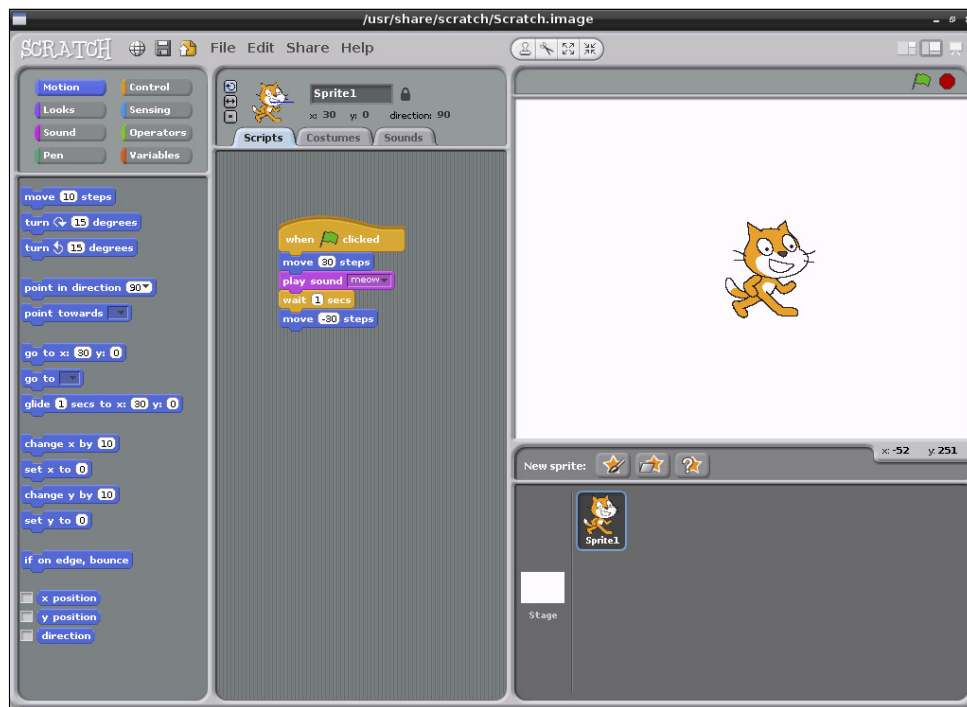 /usr/share/scratch/Scratch.image
SCRATCH File Edit Share Help
Motion Control
Looks Sensing
Sound Operators
Pen Variables
Sprite1
x: 30 y: 0 direction: 90
Scripts Costumes Sounds
move 10 steps
turn 15 degrees
turn 15 degrees
point in direction 90
point towards
go to x: 30 y: 0
go to
glide 1 secs to x: 30 y: 0
change x by 10
set x to 0
change y by 10
set y to 0
if on edge, bounce
x position
y position
direction
when clicked
move 30 steps
play sound meow
wait 1 secs
move -30 steps
x: -52 y: 251
New sprite:
Sprite1
Stage